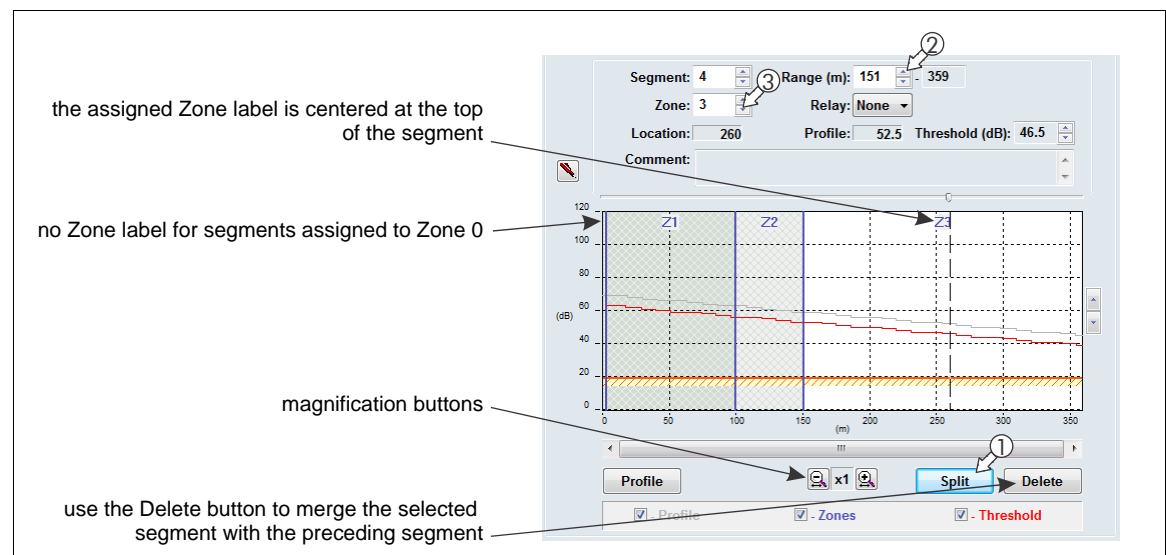 ②
Segment: 4 Range (m): 151 - 359
③
Zone: 3 Relay: None
the assigned Zone label is centered at the top
of the segment
Location: 260 Profile: 52.5 Threshold (dB): 46.5
Comment:
no Zone label for segments assigned to Zone 0
Z1 Z2 Z3
120
100
80
60
(dB)
40
20
0
0 50 100 150 200 250 300 350
(m)
magnification buttons
①
Profile x1 Split Delete
use the Delete button to merge the selected
segment with the preceding segment
- Profile - Zones - Threshold